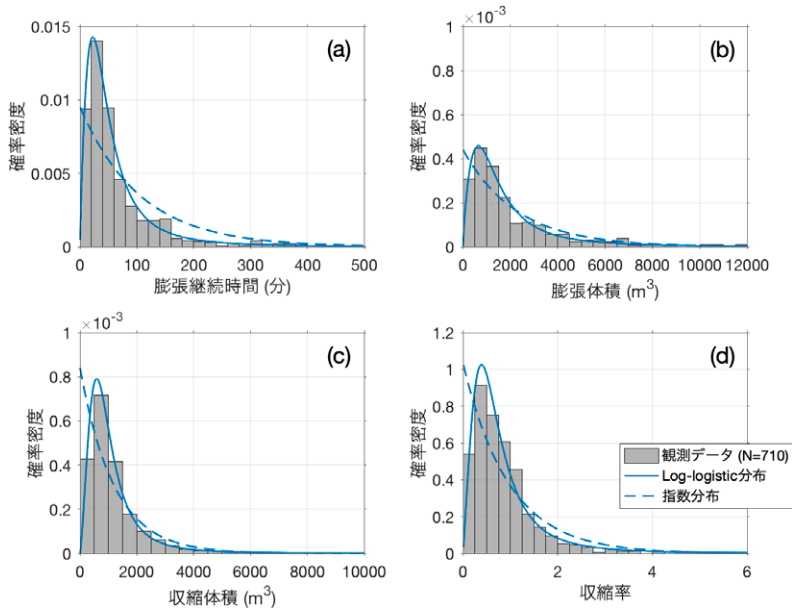 (a)
0.015
0.01
0.005
0
確率密度
0 100 200 300 400 500
膨張継続時間 (分)
×10⁻³
(b)
1
0.8
0.6
0.4
0.2
0
確率密度
0 2000 4000 6000 8000 10000 12000
膨張体積 (m³)
×10⁻³
(c)
1
0.8
0.6
0.4
0.2
0
確率密度
0 2000 4000 6000 8000 10000
収縮体積 (m³)
(d)
1.2
1
0.8
0.6
0.4
0.2
0
確率密度
0 2 4 6
収縮率
観測データ (N=710)
Log-logistic分布
指数分布